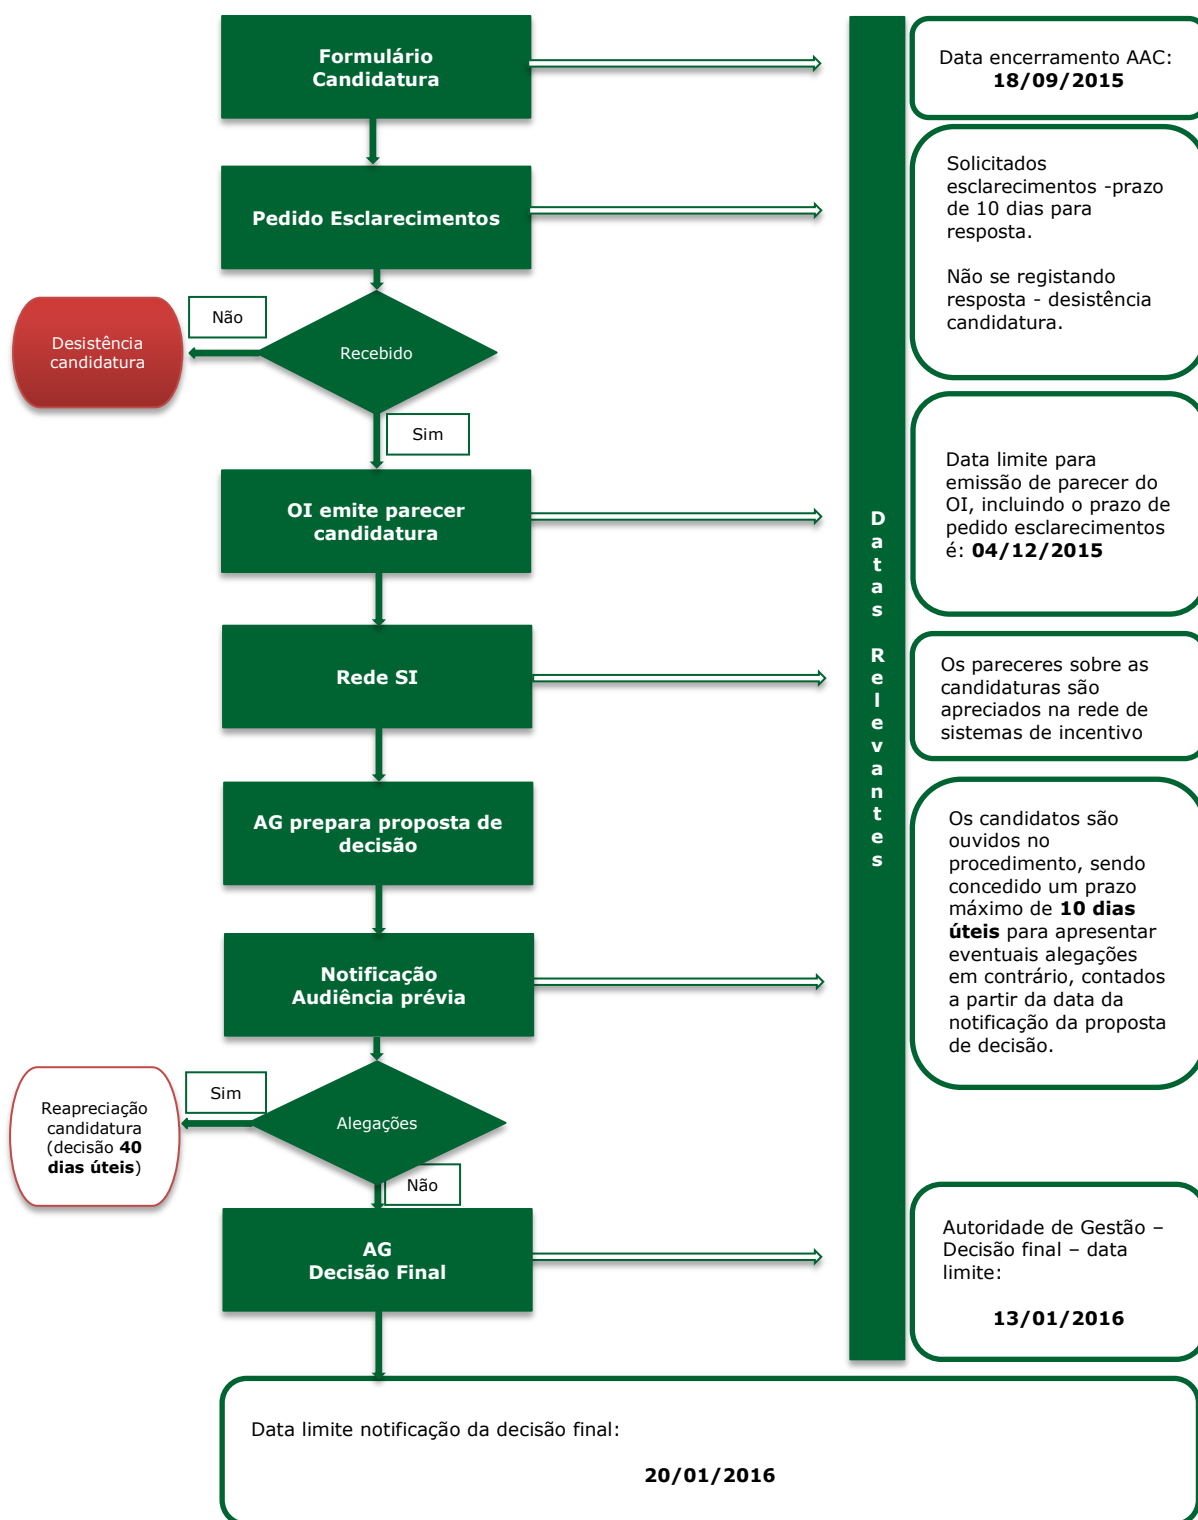 Formulário
Candidatura
Data encerramento AAC:
18/09/2015
Pedido Esclarecimentos
Solicitados
esclarecimentos -prazo
de 10 dias para
resposta.
Não se registando
resposta - desistência
candidatura.
Não
Desistência
candidatura
Recebido
Sim
OI emite parecer
candidatura
Data limite para
emissão de parecer do
OI, incluindo o prazo de
pedido esclarecimentos
é: 04/12/2015
Datas Relevantes
Rede SI
Os pareceres sobre as
candidaturas são
apreciados na rede de
sistemas de incentivo
AG prepara proposta de
decisão
Os candidatos são
ouvidos no
procedimento, sendo
concedido um prazo
máximo de 10 dias
úteis para apresentar
eventuais alegações
em contrário, contados
a partir da data da
notificação da proposta
de decisão.
Notificação
Audiência prévia
Sim
Reapreciação
candidatura
(decisão 40
dias úteis)
Alegações
Não
AG
Decisão Final
Autoridade de Gestão –
Decisão final – data
limite:
13/01/2016
Data limite notificação da decisão final:
20/01/2016